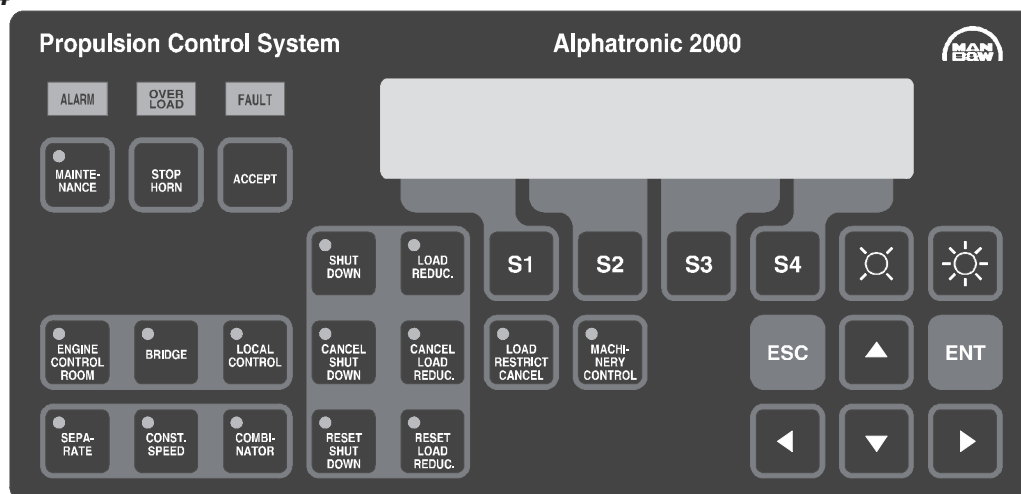 Propulsion Control System
Alphatronic 2000
MAN
B&W
ALARM
OVER
LOAD
FAULT
MAINTE-
NANCE
STOP
HORN
ACCEPT
SHUT
DOWN
LOAD
REDUC.
S1
S2
S3
S4
ENGINE
CONTROL
ROOM
BRIDGE
LOCAL
CONTROL
CANCEL
SHUT
DOWN
CANCEL
LOAD
REDUC.
LOAD
RESTRICT
CANCEL
MACHI-
NERY
CONTROL
ESC
ENT
SEPA-
RATE
CONST.
SPEED
COMBI-
NATOR
RESET
SHUT
DOWN
RESET
LOAD
REDUC.